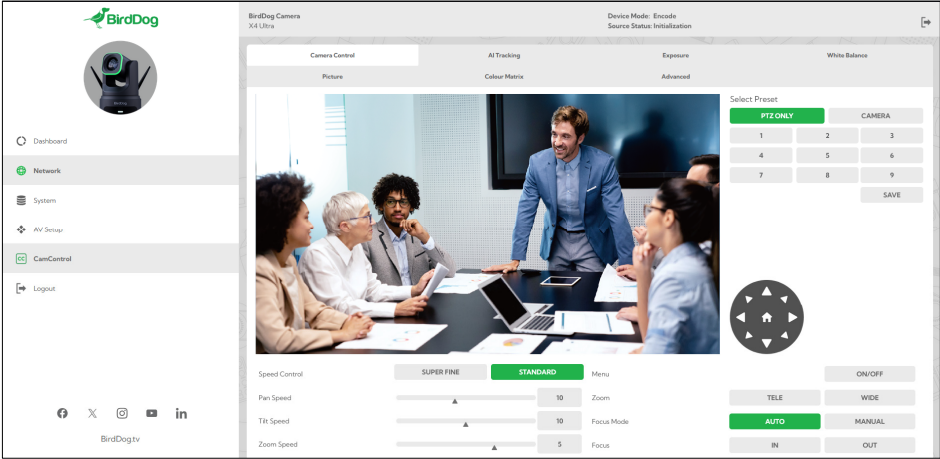 BirdDog
Dashboard
Network
System
AV Setup
CamControl
Logout
BirdDog.tv
BirdDog Camera
X4 Ultra
Device Mode: Encode
Source Status: Initialization
Camera Control
AI Tracking
Exposure
White Balance
Picture
Colour Matrix
Advanced
Select Preset
PTZ ONLY
CAMERA
1 2 3
4 5 6
7 8 9
SAVE
Speed Control
SUPER FINE
STANDARD
Menu
ON/OFF
Pan Speed
10
Zoom
TELE
WIDE
Tilt Speed
10
Focus Mode
AUTO
MANUAL
Zoom Speed
5
Focus
IN
OUT